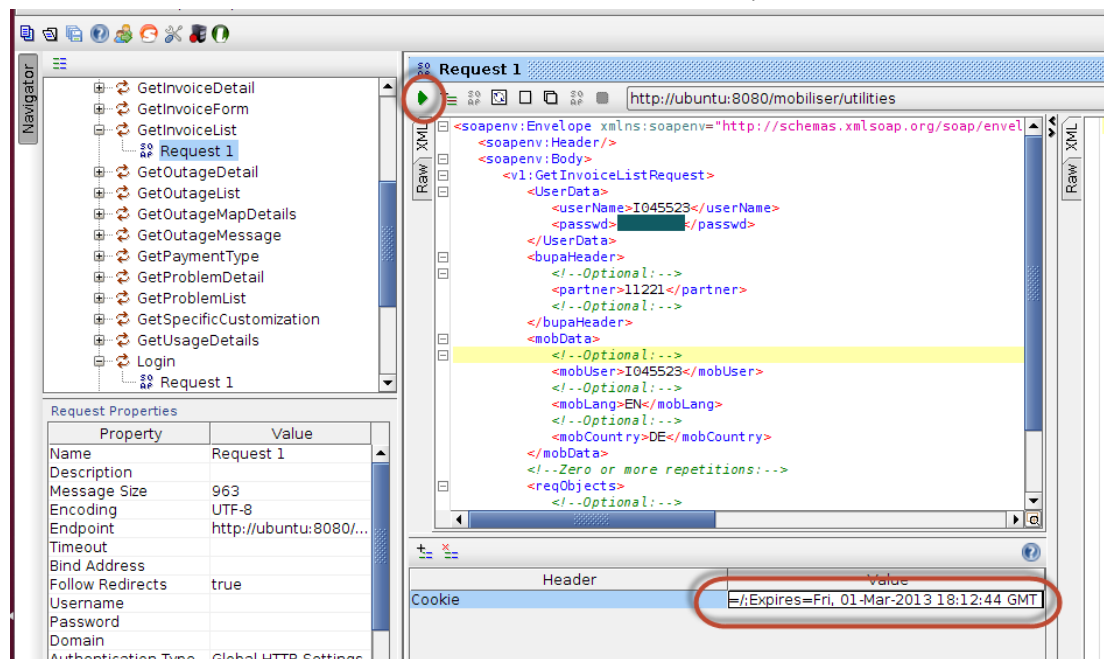 Navigator
GetInvoiceDetail
GetInvoiceForm
GetInvoiceList
Request 1
GetOutageDetail
GetOutageList
GetOutageMapDetails
GetOutageMessage
GetPaymentType
GetProblemDetail
GetProblemList
GetSpecificCustomization
GetUsageDetails
Login
Request 1
Request Properties
Property Value
Name Request 1
Description
Message Size 963
Encoding UTF-8
Endpoint http://ubuntu:8080/...
Timeout
Bind Address
Follow Redirects true
Username
Password
Domain
Authentication Type Global HTTP Settings
Request 1
http://ubuntu:8080/mobiliser/utilities
XML
Raw
<soapenv:Envelope xmlns:soapenv="http://schemas.xmlsoap.org/soap/envel
<soapenv:Header/>
<soapenv:Body>
<v1:GetInvoiceListRequest>
<UserData>
<userName>I045523</userName>
<passwd></passwd>
</UserData>
<bupaHeader>
<!--Optional:-->
<partner>11221</partner>
<!--Optional:-->
</bupaHeader>
<mobData>
<!--Optional:-->
<mobUser>I045523</mobUser>
<!--Optional:-->
<mobLang>EN</mobLang>
<!--Optional:-->
<mobCountry>DE</mobCountry>
</mobData>
<!--Zero or more repetitions:-->
<reqObjects>
<!--Optional:-->
XML
Raw
Header Value
Cookie =/;Expires=Fri, 01-Mar-2013 18:12:44 GMT